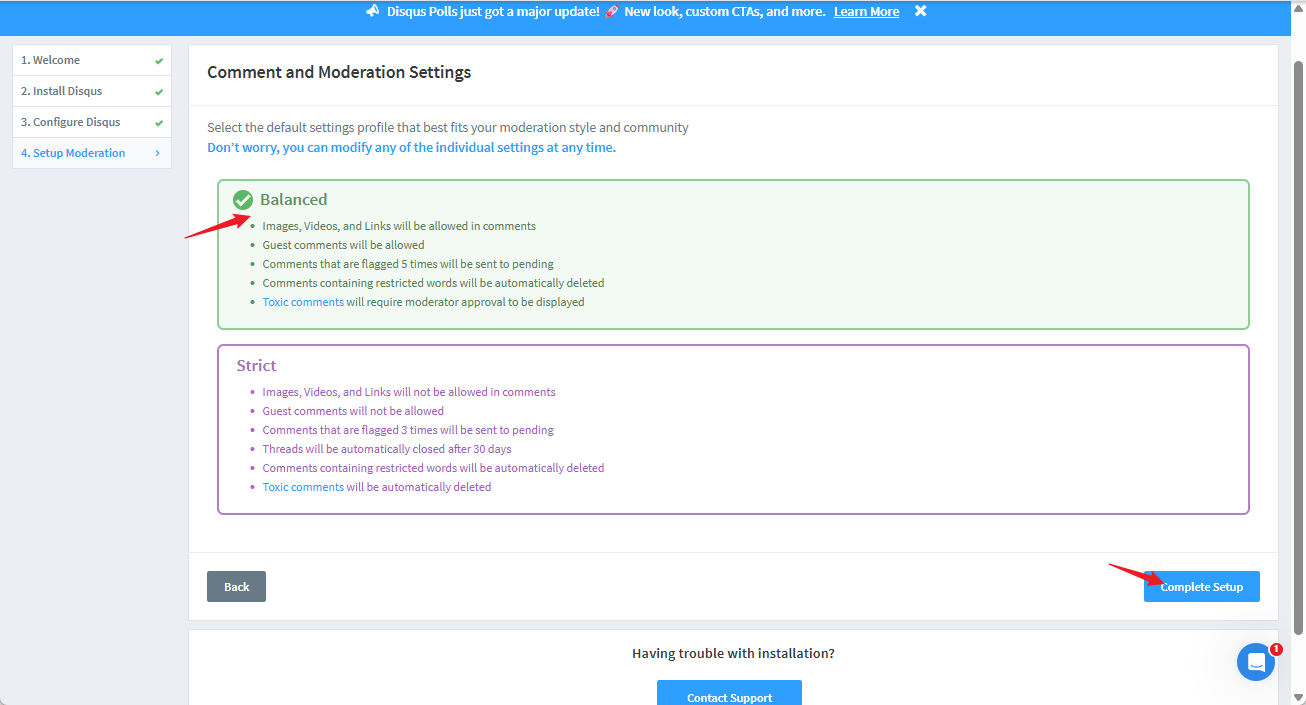 Disqus Polls just got a major update! 🚀 New look, custom CTAs, and more. Learn More
1. Welcome
2. Install Disqus
3. Configure Disqus
4. Setup Moderation
Comment and Moderation Settings
Select the default settings profile that best fits your moderation style and community
Don't worry, you can modify any of the individual settings at any time.
Balanced
Images, Videos, and Links will be allowed in comments
Guest comments will be allowed
Comments that are flagged 5 times will be sent to pending
Comments containing restricted words will be automatically deleted
Toxic comments will require moderator approval to be displayed
Strict
Images, Videos, and Links will not be allowed in comments
Guest comments will not be allowed
Comments that are flagged 3 times will be sent to pending
Threads will be automatically closed after 30 days
Comments containing restricted words will be automatically deleted
Toxic comments will be automatically deleted
Back
Complete Setup
Having trouble with installation?
1
Contact Support